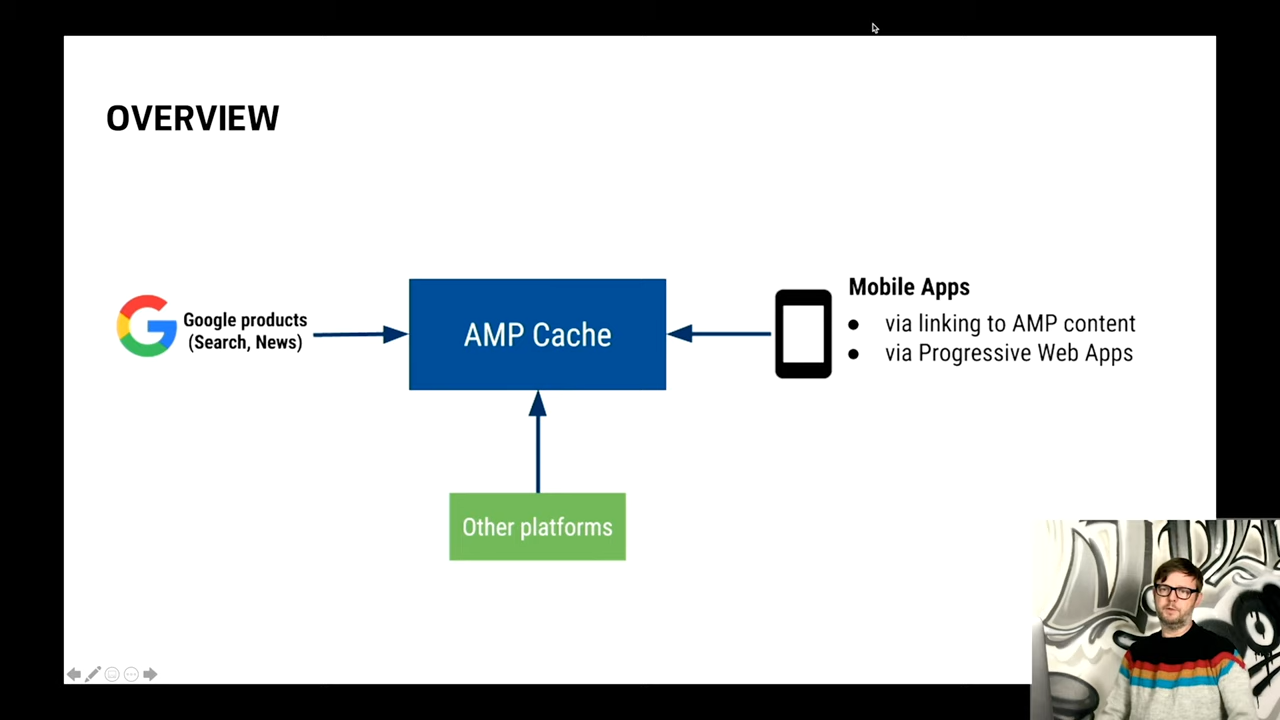 OVERVIEW
Google products
(Search, News)
AMP Cache
Mobile Apps
● via linking to AMP content
● via Progressive Web Apps
Other platforms